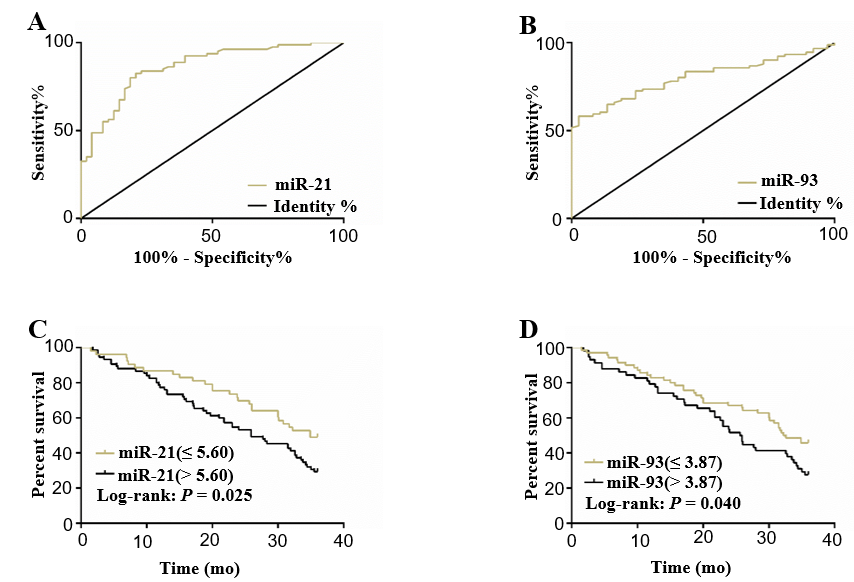 A
100
50
0
0
50
100
Sensitivity%
100% - Specificity%
miR-21
Identity %
B
100
50
0
0
50
100
Sensitivity%
100% - Specificity%
miR-93
Identity %
C
100
80
60
40
20
0
0
10
20
30
40
Percent survival
Time (mo)
miR-21(≤ 5.60)
miR-21(> 5.60)
Log-rank: P = 0.025
D
100
80
60
40
20
0
0
10
20
30
40
Percent survival
Time (mo)
miR-93(≤ 3.87)
miR-93(> 3.87)
Log-rank: P = 0.040